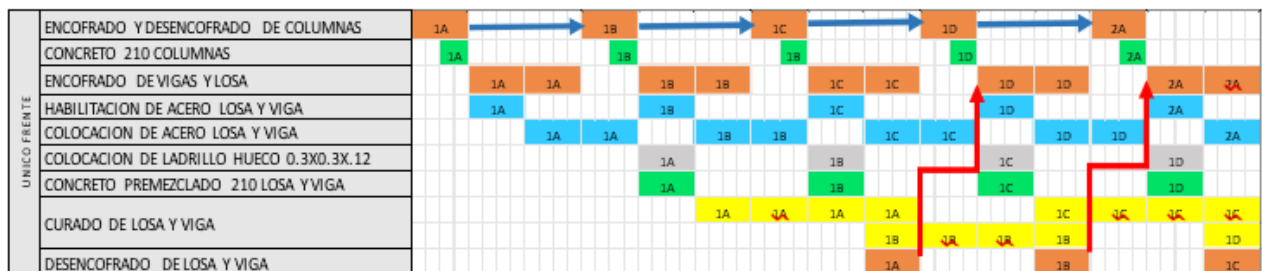 UNICO FRENTE
ENCOFRADO Y DESENCOFRADO DE COLUMNAS 1A 1B 1C 1D 2A
CONCRETO 210 COLUMNAS 1A 1B 1B 1D 2A
ENCOFRADO DE VIGAS Y LOSA 1A 1A 1B 1B 1C 1C 1D 1D 2A 2A
HABILITACION DE ACERO LOSA Y VIGA 1A 1B 1C 1D 2A
COLOCACION DE ACERO LOSA Y VIGA 1A 1A 1B 1B 1C 1C 1D 1D 2A
COLOCACION DE LADRILLO HUECO 0.3X0.3X.12 1A 1B 1C 1D
CONCRETO PREMEZCLADO 210 LOSA Y VIGA 1A 1B 1C 1D
CURADO DE LOSA Y VIGA
1A 1A 1A 1A 1C 1C 1C 1C
1B 1B 1B 1B 1D
DESENCOFRADO DE LOSA Y VIGA 1A 1B 1C